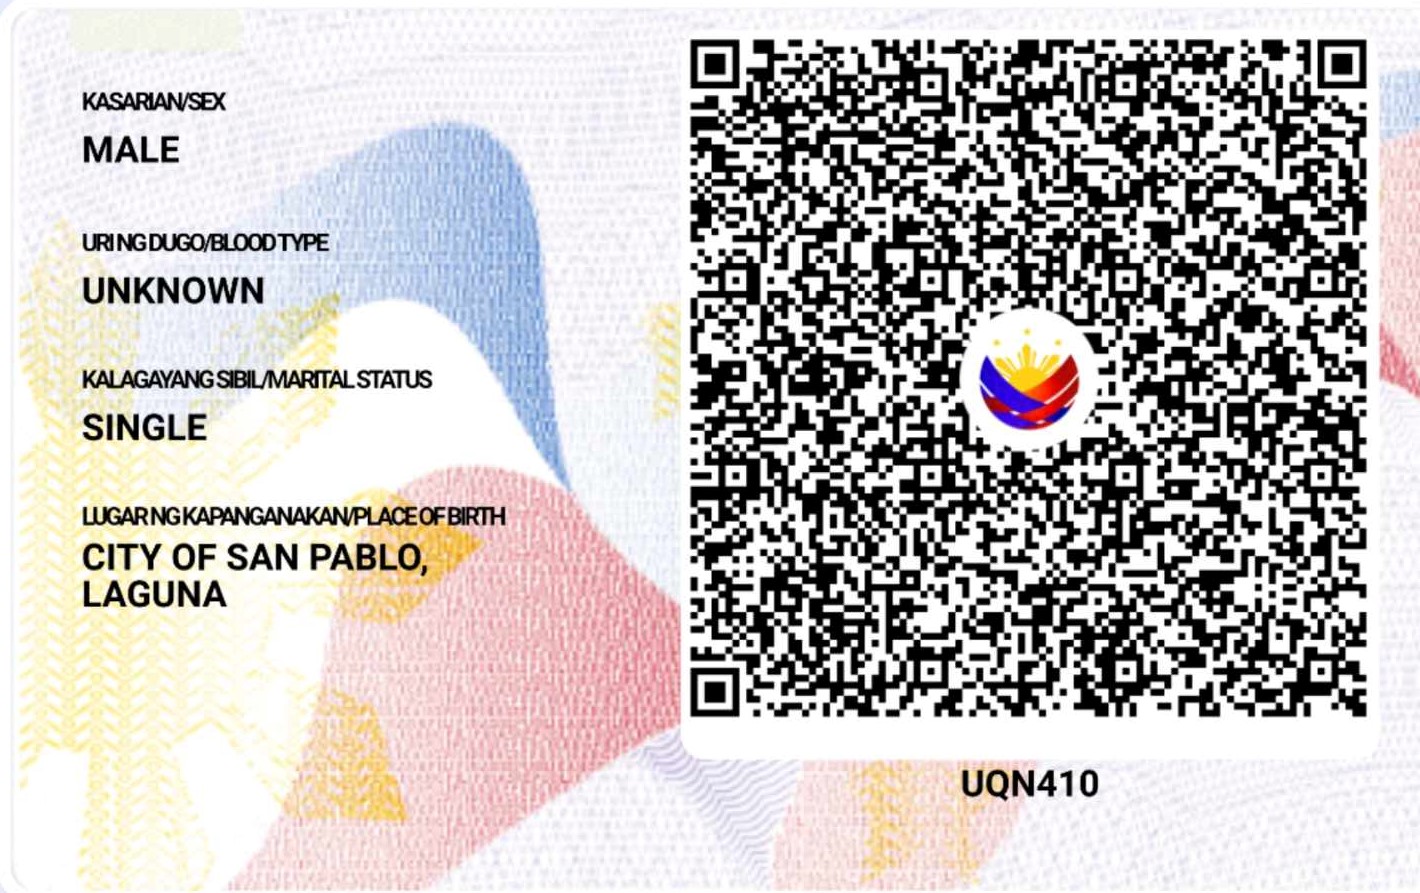 KASARIAN/SEX
MALE
URI NG DUGO/BLOOD TYPE
UNKNOWN
KALAGAYANG SIBIL/MARITAL STATUS
SINGLE
LUGAR NG KAPANGANAKAN/PLACE OF BIRTH
CITY OF SAN PABLO,
LAGUNA
UQN410